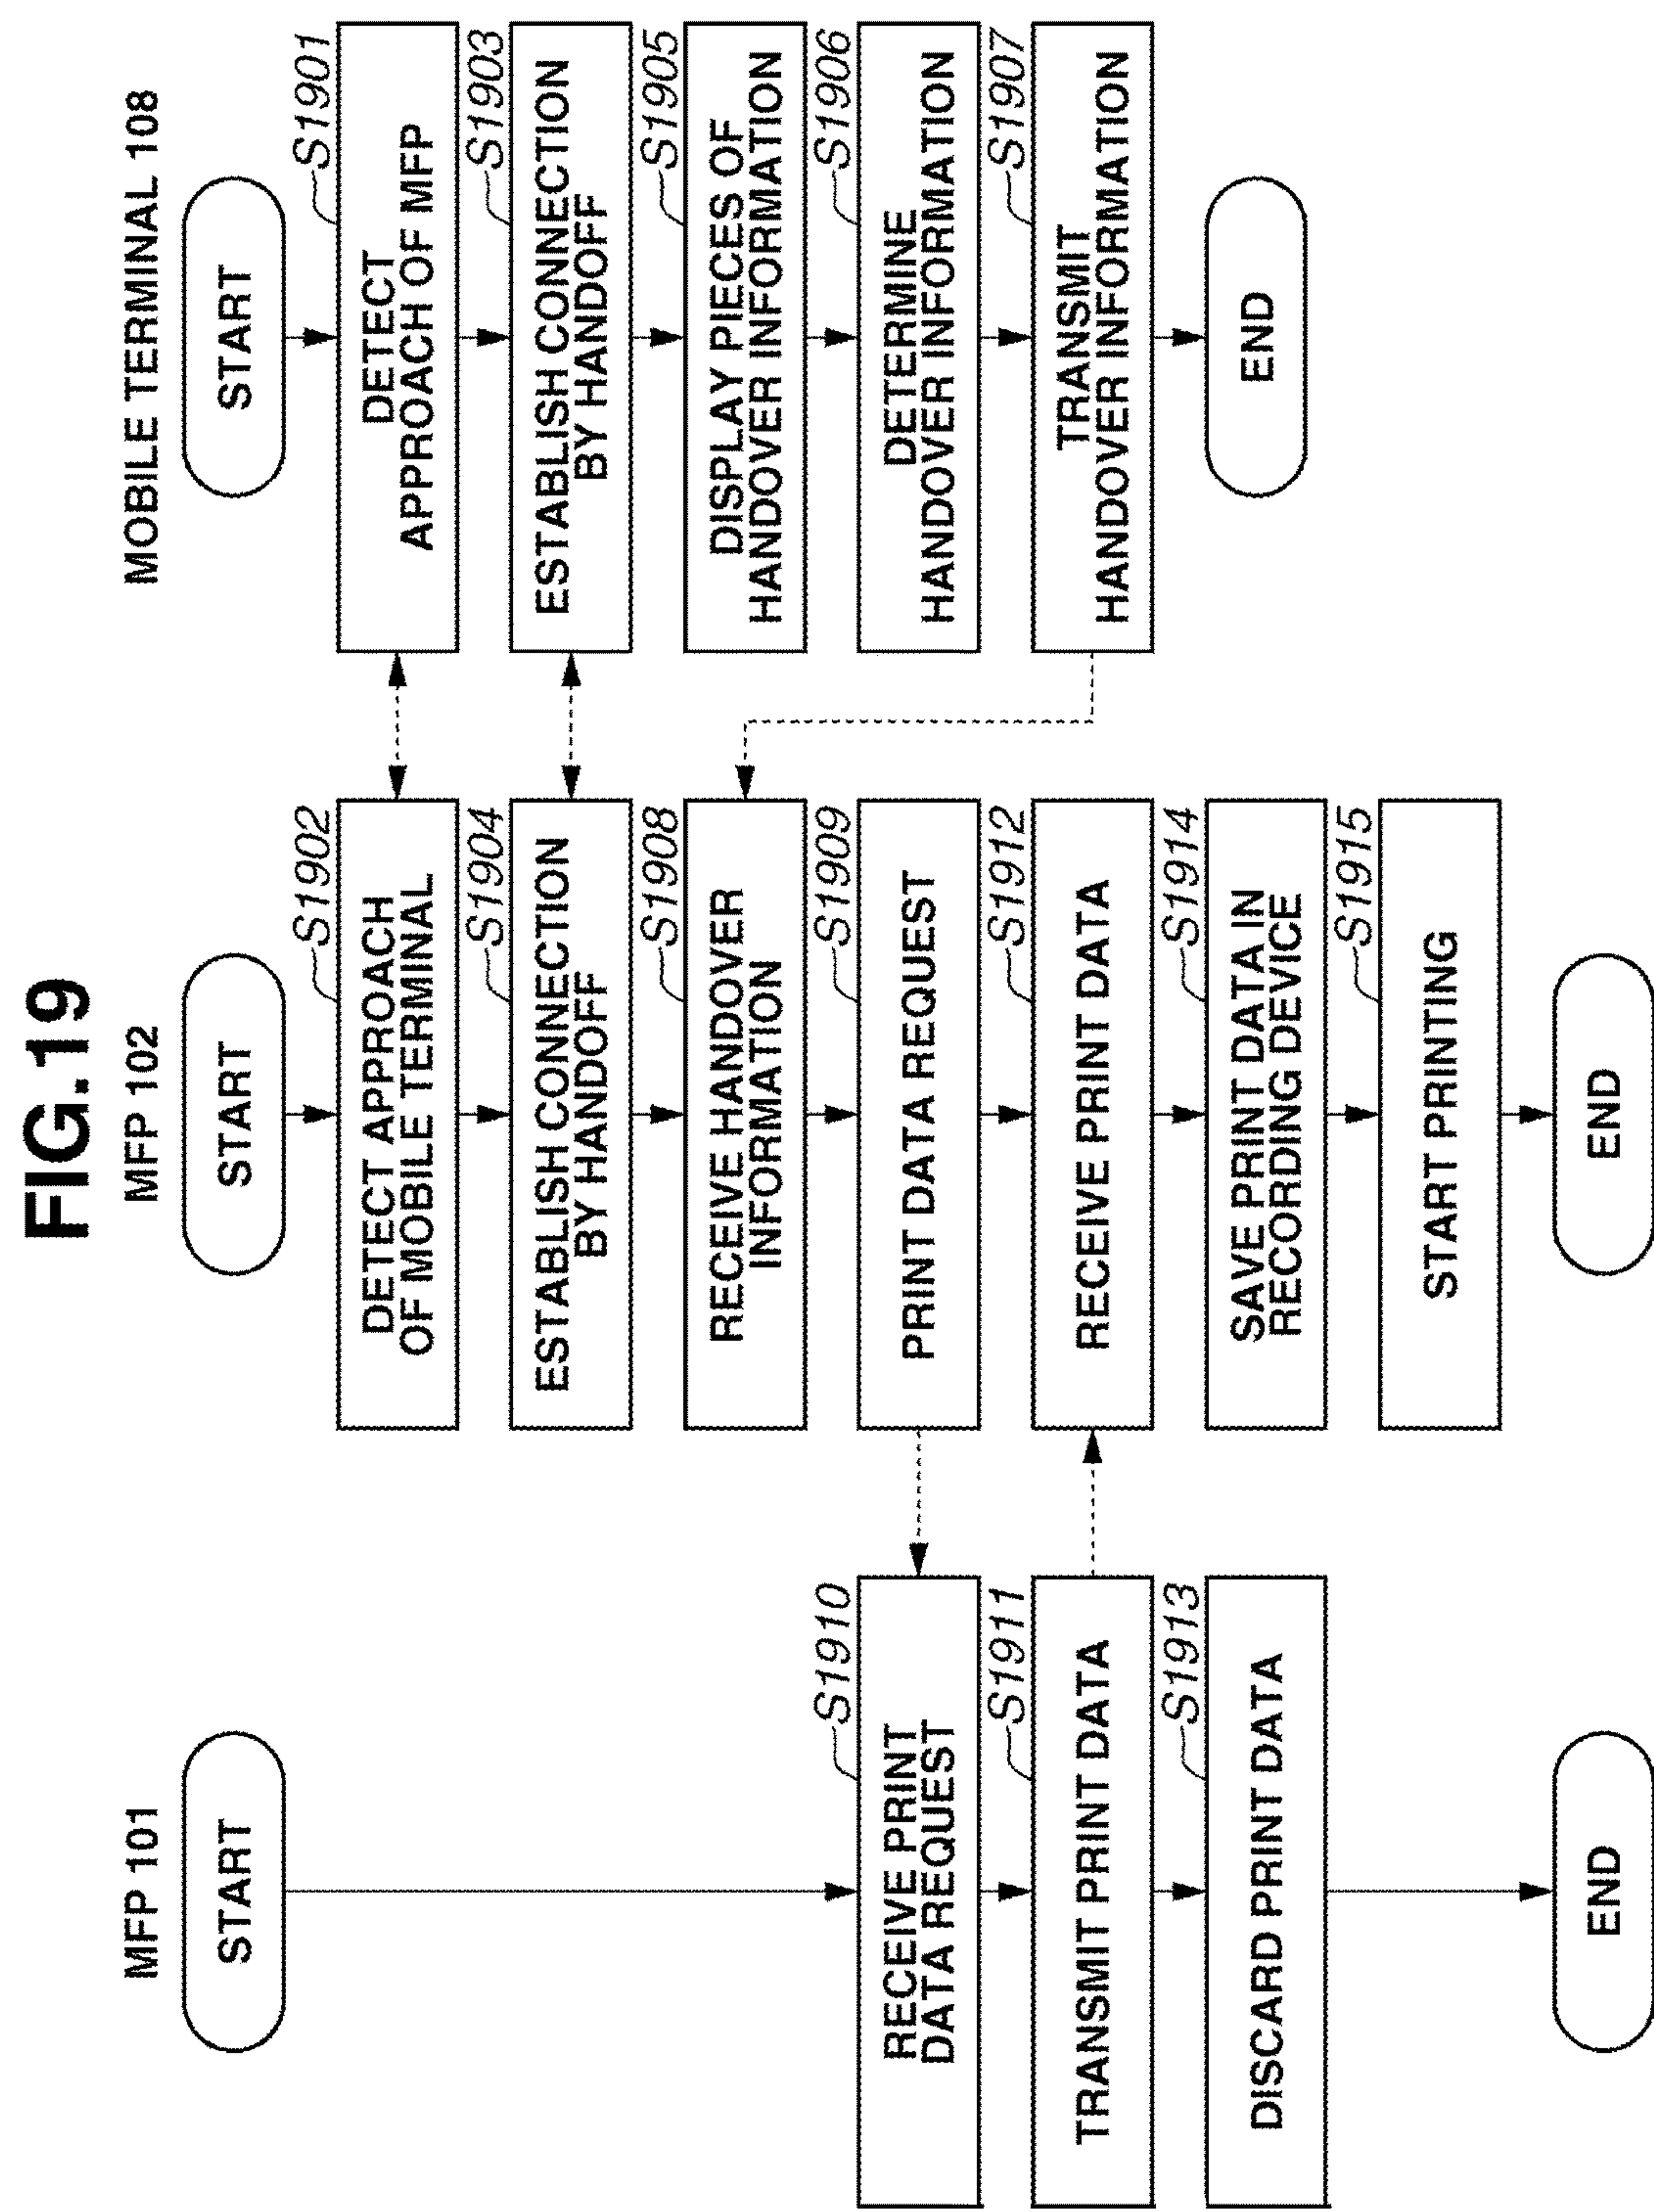 FIG.19
MFP 101
START
S1910
RECEIVE PRINT
DATA REQUEST
S1911
TRANSMIT PRINT DATA
S1913
DISCARD PRINT DATA
END
MFP 102
START
S1902
DETECT APPROACH
OF MOBILE TERMINAL
S1904
ESTABLISH CONNECTION
BY HANDOFF
S1908
RECEIVE HANDOVER
INFORMATION
S1909
PRINT DATA REQUEST
S1912
RECEIVE PRINT DATA
S1914
SAVE PRINT DATA IN
RECORDING DEVICE
S1915
START PRINTING
END
MOBILE TERMINAL 108
START
S1901
DETECT
APPROACH OF MFP
S1903
ESTABLISH CONNECTION
BY HANDOFF
S1905
DISPLAY PIECES OF
HANDOVER INFORMATION
S1906
DETERMINE
HANDOVER INFORMATION
S1907
TRANSMIT
HANDOVER INFORMATION
END